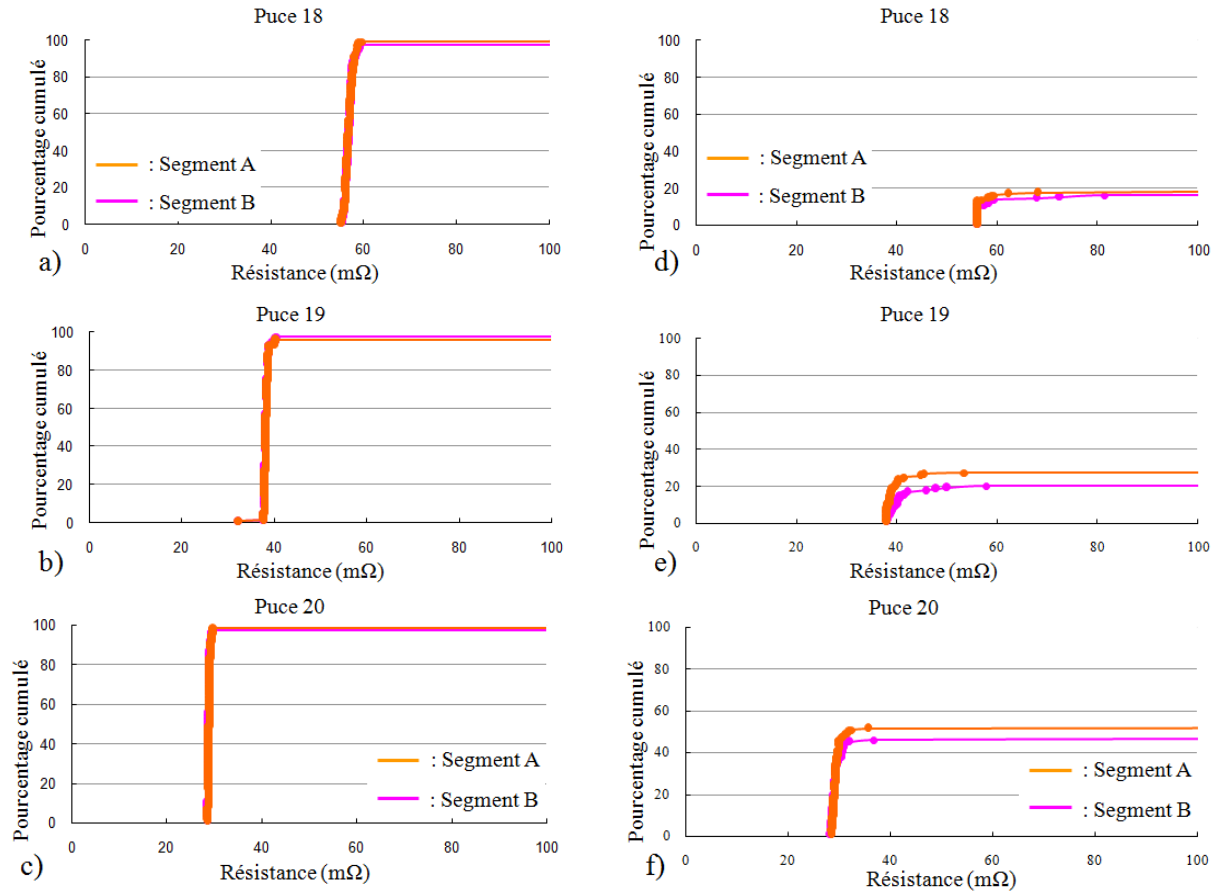 Puce 18
Pourcentage cumulé
100
80
60
40
20
0
: Segment A
: Segment B
0 20 40 60 80 100
a)
Résistance (mΩ)
Puce 18
Pourcentage cumulé
100
80
60
40
20
0
: Segment A
: Segment B
0 20 40 60 80 100
d)
Résistance (mΩ)
Puce 19
Pourcentage cumulé
100
80
60
40
20
0
0 20 40 60 80 100
b)
Résistance (mΩ)
Puce 19
Pourcentage cumulé
100
80
60
40
20
0
0 20 40 60 80 100
e)
Résistance (mΩ)
Puce 20
Pourcentage cumulé
100
80
60
40
20
0
: Segment A
: Segment B
0 20 40 60 80 100
c)
Résistance (mΩ)
Puce 20
Pourcentage cumulé
100
80
60
40
20
0
: Segment A
: Segment B
0 20 40 60 80 100
f)
Résistance (mΩ)